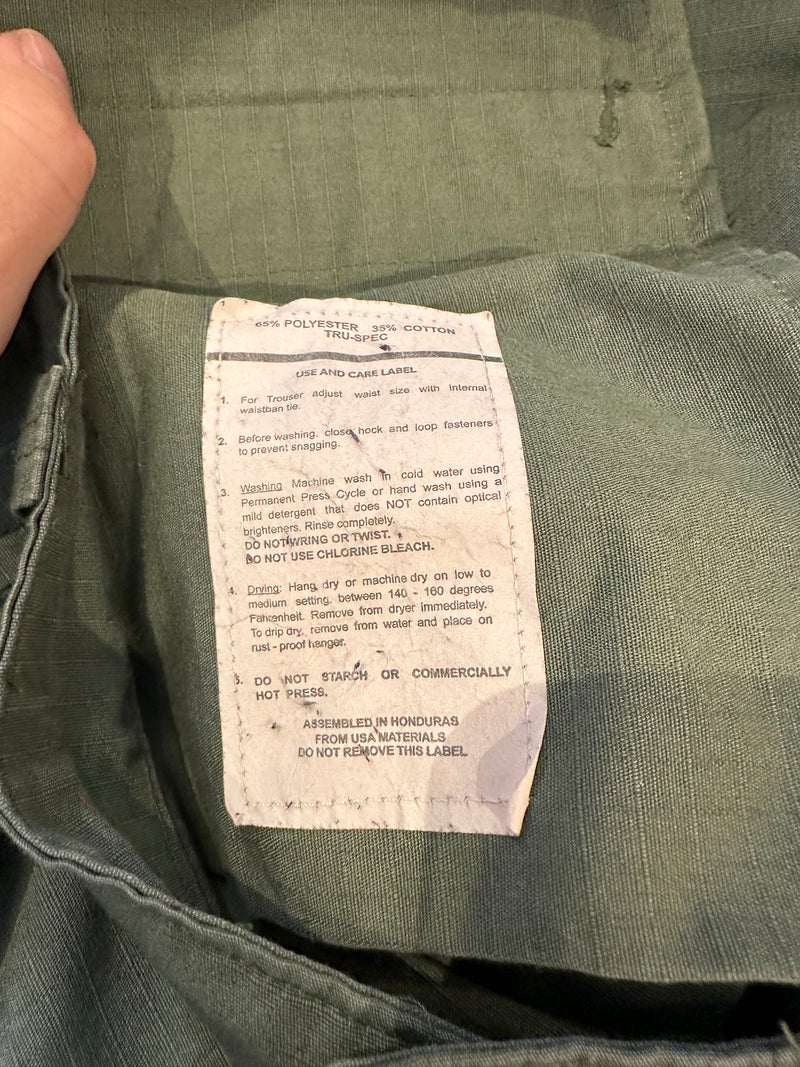 65% POLYESTER 35% COTTON
TRU-SPEC
USE AND CARE LABEL
1. For Trouser adjust waist size with Internal
waistban tie.
2. Before washing, close hock and loop fasteners
to prevent snagging.
3. Washing Machine wash in cold water using
Permanent Press Cycle or hand wash using a
mild detergent that does NOT contain optical
brighteners. Rinse completely.
DO NOT WRING OR TWIST.
DO NOT USE CHLORINE BLEACH.
4. Drying: Hang dry or machine dry on low to
medium setting. between 140 - 160 degrees
Fahrenheit. Remove from dryer immediately.
To drip dry, remove from water and place on
rust - proof hanger.
5. DO NOT STARCH OR COMMERCIALLY
HOT PRESS.
ASSEMBLED IN HONDURAS
FROM USA MATERIALS
DO NOT REMOVE THIS LABEL